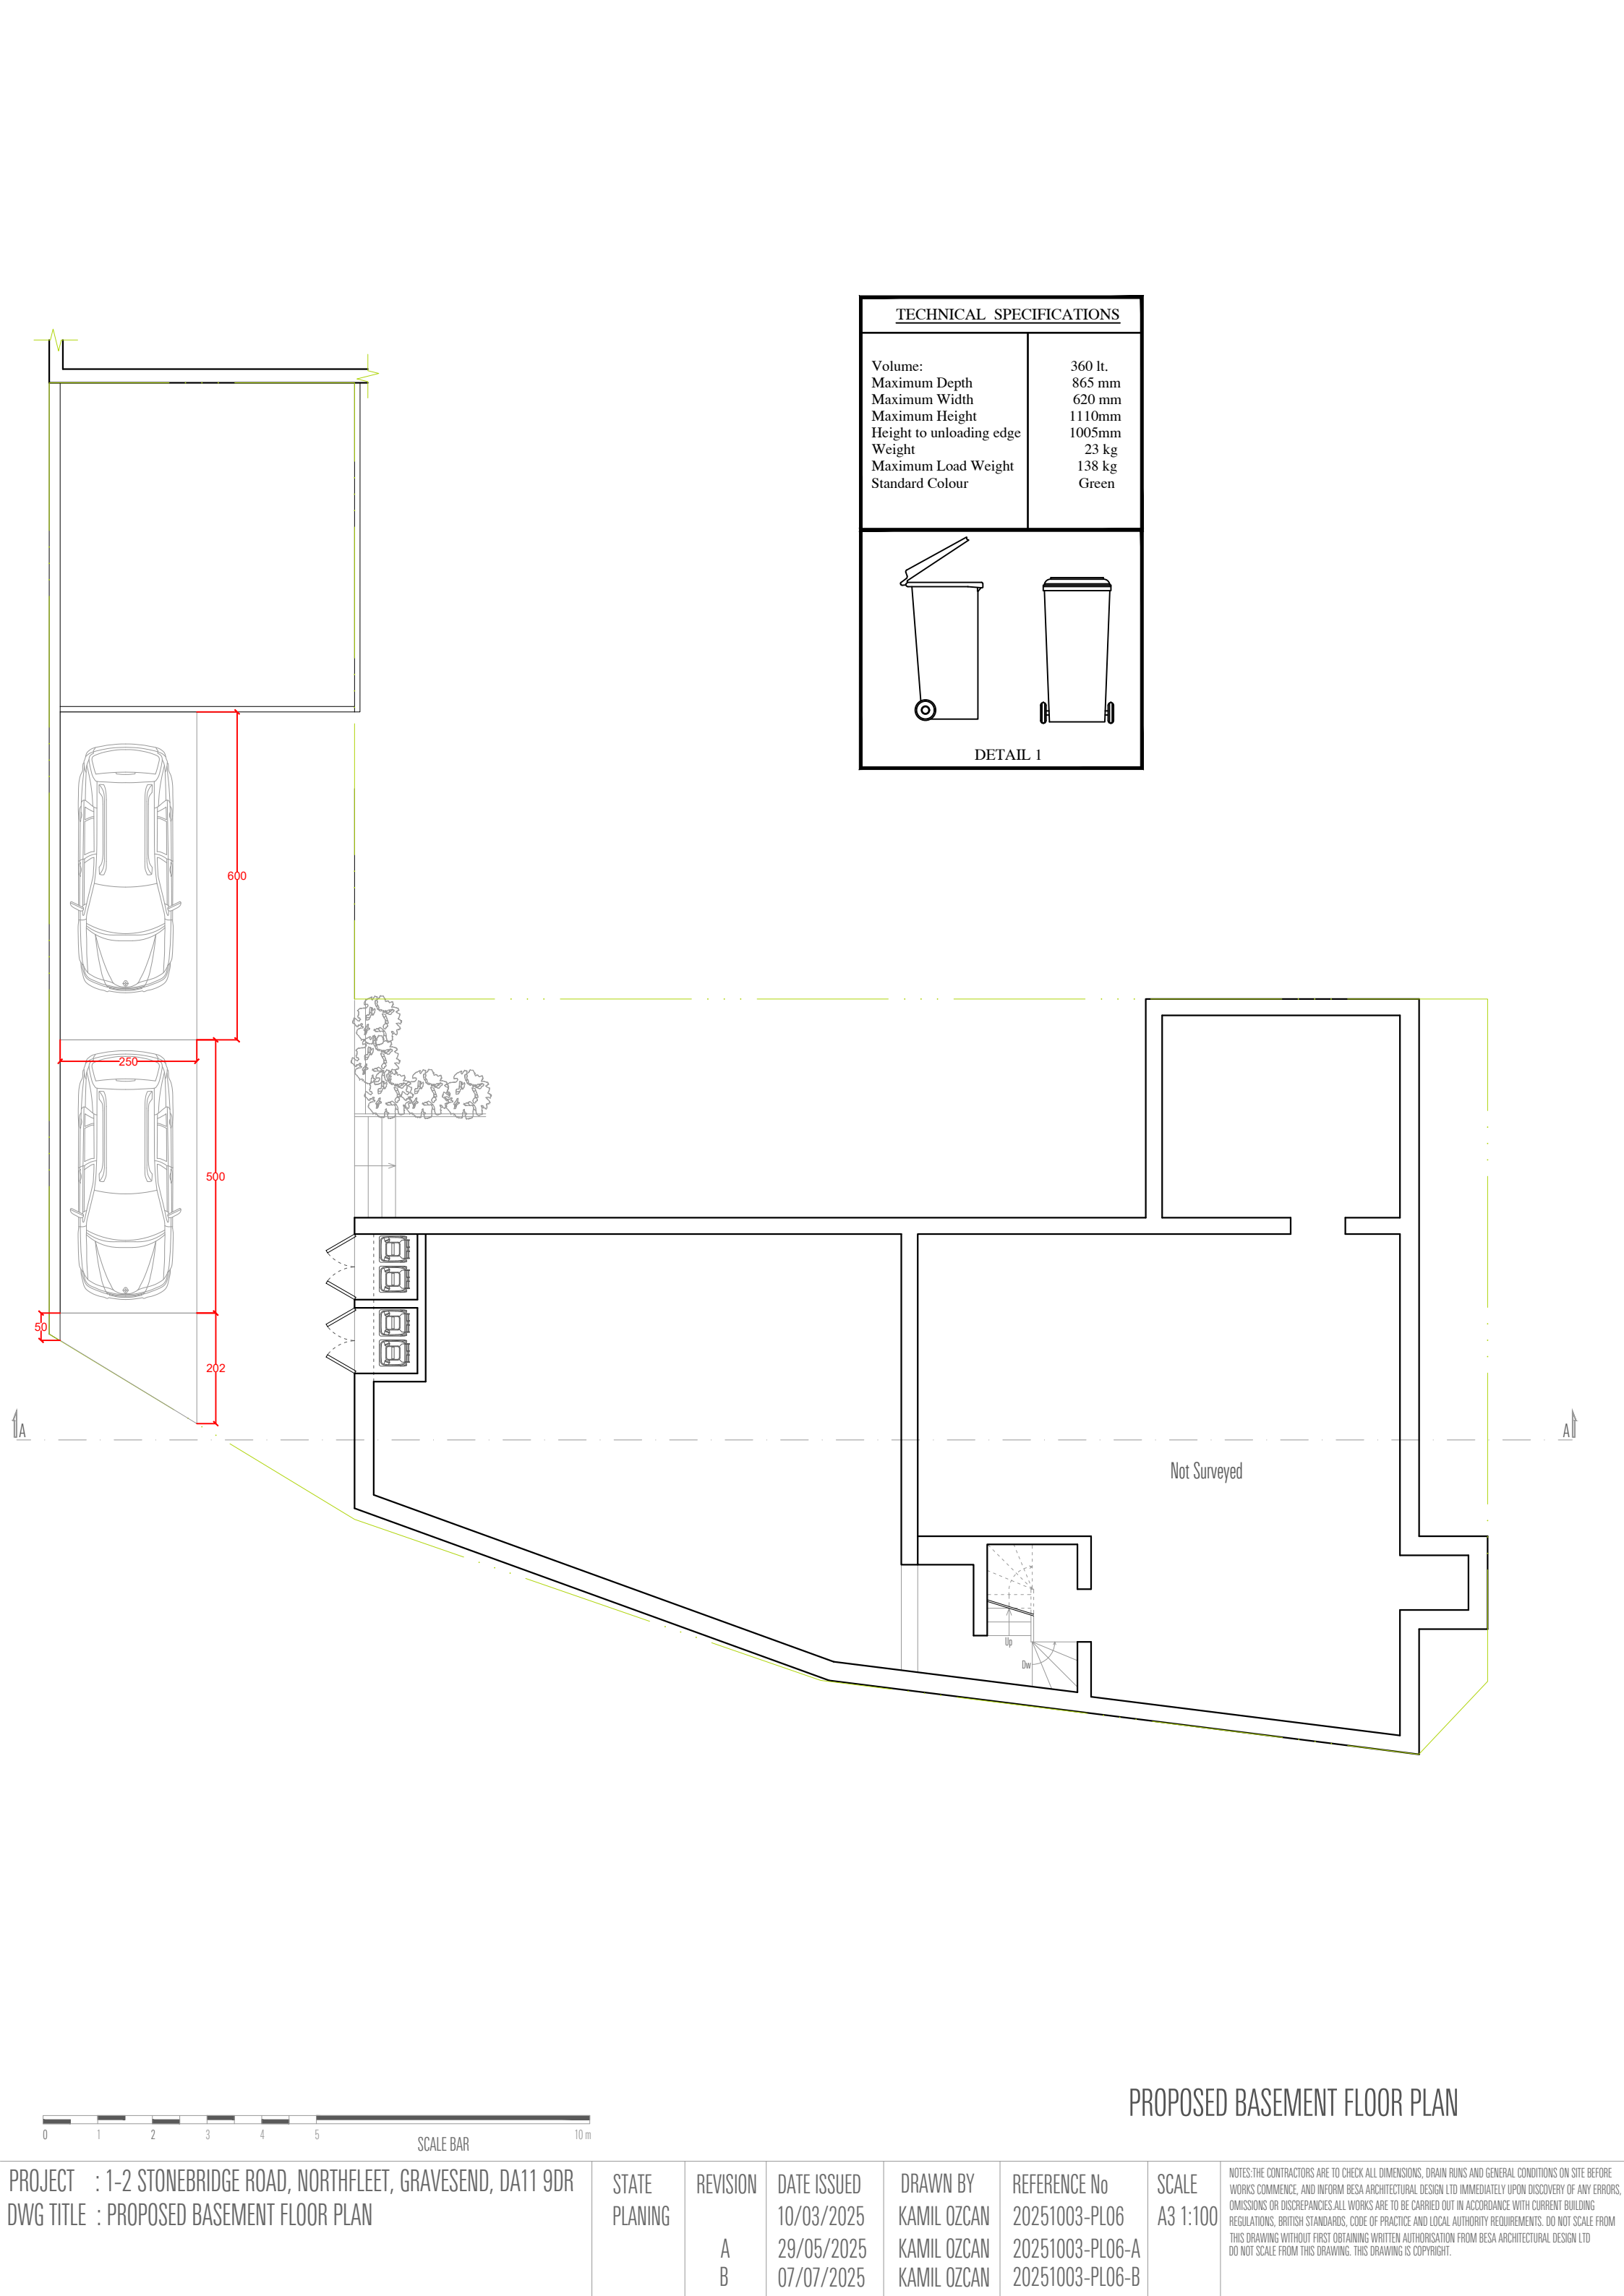 TECHNICAL SPECIFICATIONS
Volume: 360 lt.
Maximum Depth 865 mm
Maximum Width 620 mm
Maximum Height 1110mm
Height to unloading edge 1005mm
Weight 23 kg
Maximum Load Weight 138 kg
Standard Colour Green
DETAIL 1
600
250
500
50
202
A
A
Not Surveyed
Up
Dw
PROPOSED BASEMENT FLOOR PLAN
0 1 2 3 4 5 10 m
SCALE BAR
PROJECT : 1-2 STONEBRIDGE ROAD, NORTHFLEET, GRAVESEND, DA11 9DR
DWG TITLE : PROPOSED BASEMENT FLOOR PLAN
STATE
PLANING
REVISION
A
B
DATE ISSUED
10/03/2025
29/05/2025
07/07/2025
DRAWN BY
KAMIL OZCAN
KAMIL OZCAN
KAMIL OZCAN
REFERENCE No
20251003-PL06
20251003-PL06-A
20251003-PL06-B
SCALE
A3 1:100
NOTES:THE CONTRACTORS ARE TO CHECK ALL DIMENSIONS, DRAIN RUNS AND GENERAL CONDITIONS ON SITE BEFORE
WORKS COMMENCE, AND INFORM BESA ARCHITECTURAL DESIGN LTD IMMEDIATELY UPON DISCOVERY OF ANY ERRORS,
OMISSIONS OR DISCREPANCIES.ALL WORKS ARE TO BE CARRIED OUT IN ACCORDANCE WITH CURRENT BUILDING
REGULATIONS, BRITISH STANDARDS, CODE OF PRACTICE AND LOCAL AUTHORITY REQUIREMENTS. DO NOT SCALE FROM
THIS DRAWING WITHOUT FIRST OBTAINING WRITTEN AUTHORISATION FROM BESA ARCHITECTURAL DESIGN LTD
DO NOT SCALE FROM THIS DRAWING. THIS DRAWING IS COPYRIGHT.